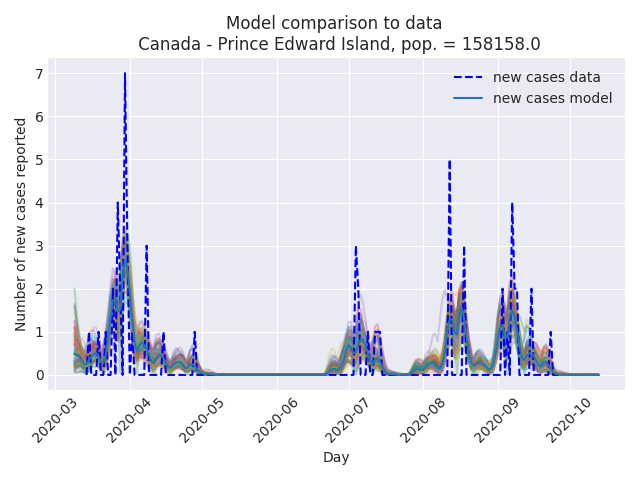 Model comparison to data
Canada - Prince Edward Island, pop. = 158158.0
new cases data
new cases model
Number of new cases reported
7
6
5
4
3
2
1
0
2020-03
2020-04
2020-05
2020-06
2020-07
2020-08
2020-09
2020-10
Day